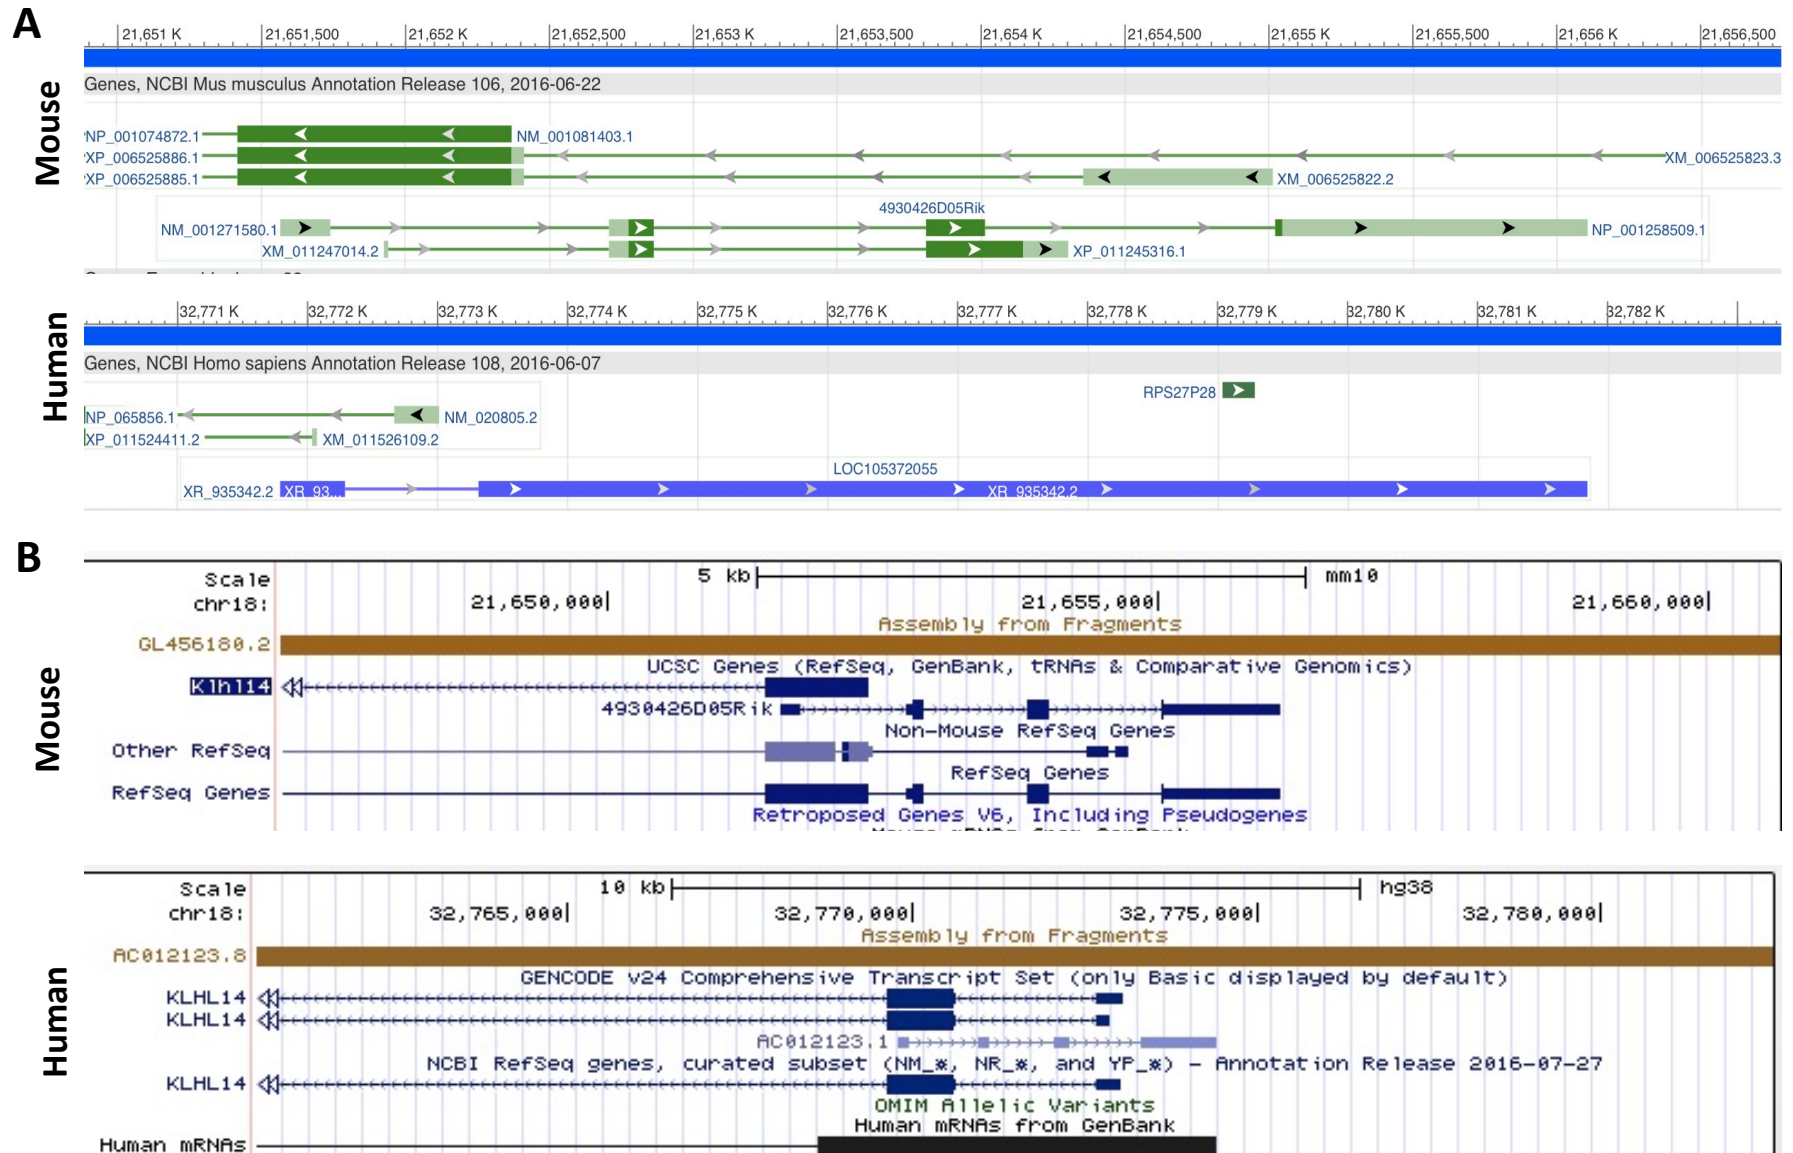 A
Mouse
21,651 K 21,651,500 21,652 K 21,652,500 21,653 K 21,653,500 21,654 K 21,654,500 21,655 K 21,655,500 21,656 K 21,656,500
Genes, NCBI Mus musculus Annotation Release 106, 2016-06-22
NP_001074872.1 NM_001081403.1
XP_006525886.1 XM_006525823.3
XP_006525885.1 XM_006525822.2
4930426D05Rik
NM_001271580.1 NP_001258509.1
XM_011247014.2 XP_011245316.1
Human
32,771 K 32,772 K 32,773 K 32,774 K 32,775 K 32,776 K 32,777 K 32,778 K 32,779 K 32,780 K 32,781 K 32,782 K
Genes, NCBI Homo sapiens Annotation Release 108, 2016-06-07
RPS27P28
NP_065856.1 NM_020805.2
XP_011524411.2 XM_011526109.2
LOC105372055
XR_935342.2 XR_93... XR_935342.2
B
Mouse
Scale 5 kb mm10
chr18: 21,650,000 21,655,000 21,660,000
Assembly from Fragments
GL456180.2
UCSC Genes (RefSeq, GenBank, tRNAs & Comparative Genomics)
Klhl14
4930426D05Rik
Non-Mouse RefSeq Genes
Other RefSeq
RefSeq Genes
RefSeq Genes
Retroposed Genes V6, Including Pseudogenes
Human
Scale 10 kb hg38
chr18: 32,765,000 32,770,000 32,775,000 32,780,000
Assembly from Fragments
AC012123.8
GENCODE v24 Comprehensive Transcript Set (only Basic displayed by default)
KLHL14
KLHL14
AC012123.1
NCBI RefSeq genes, curated subset (NM_*, NR_*, and YP_*) - Annotation Release 2016-07-27
KLHL14
OMIM Allelic Variants
Human mRNAs from GenBank
Human mRNAs